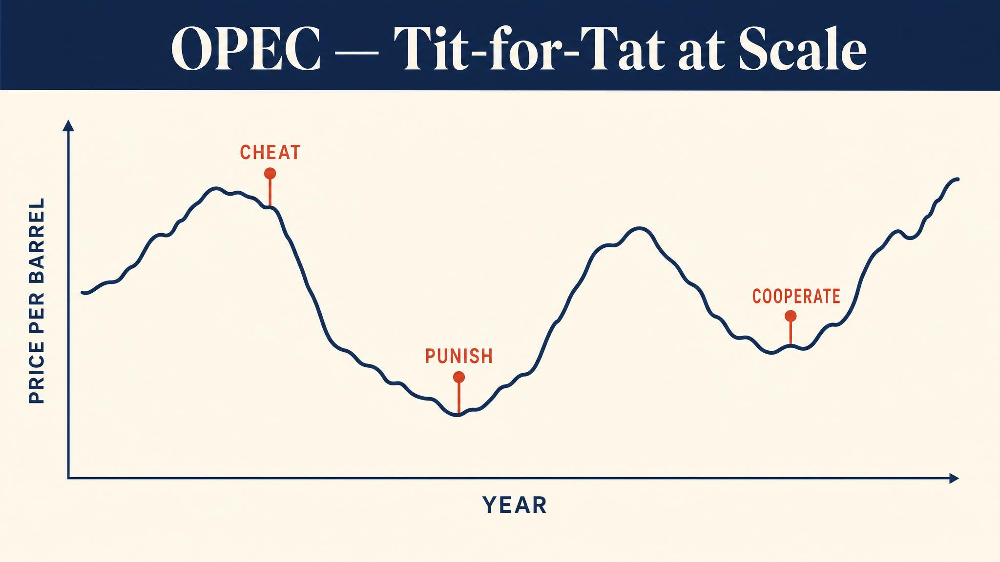 OPEC — Tit-for-Tat at Scale
CHEAT
PUNISH
COOPERATE
PRICE PER BARREL
YEAR